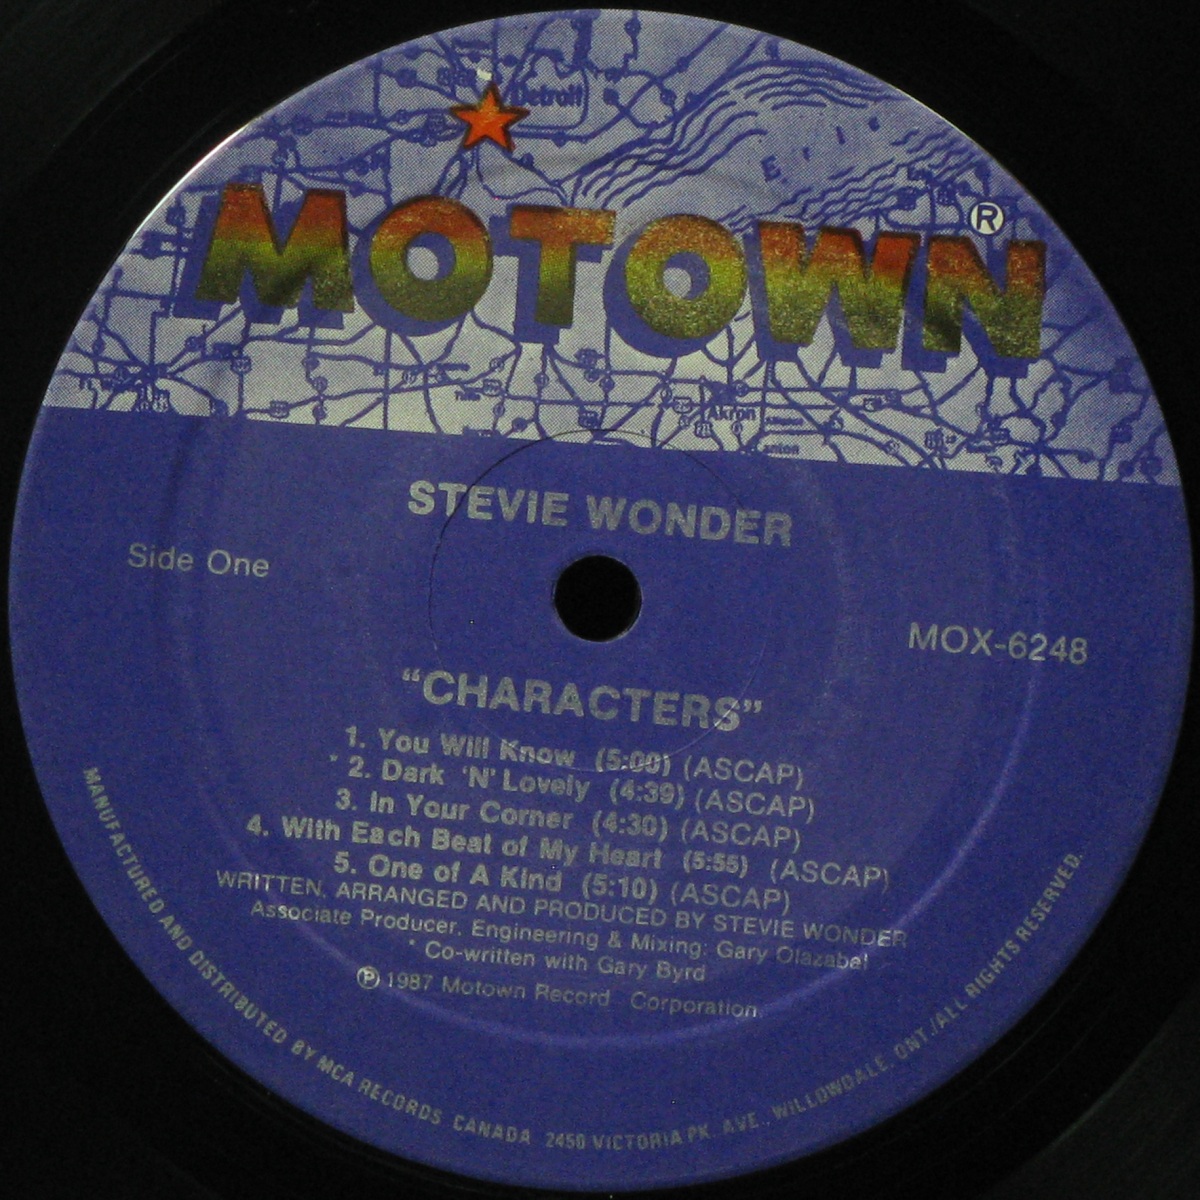 Detroit
Erie
MOTOWN®
Akron
STEVIE WONDER
Side One
MOX-6248
“CHARACTERS”
1. You Will Know (5:00) (ASCAP)
* 2. Dark 'N' Lovely (4:39) (ASCAP)
3. In Your Corner (4:30) (ASCAP)
4. With Each Beat of My Heart (5:55) (ASCAP)
5. One of A Kind (5:10) (ASCAP)
WRITTEN, ARRANGED AND PRODUCED BY STEVIE WONDER
Associate Producer, Engineering & Mixing: Gary Olazabal
* Co-written with Gary Byrd
℗ 1987 Motown Record Corporation.
MANUFACTURED AND DISTRIBUTED BY MCA RECORDS CANADA 2450 VICTORIA PK. AVE., WILLOWDALE, ONT./ALL RIGHTS RESERVED.